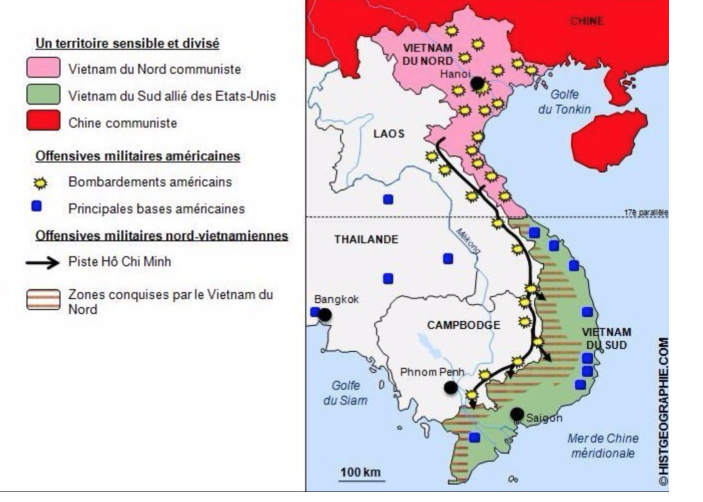 Un territoire sensible et divisé
Vietnam du Nord communiste
Vietnam du Sud allié des Etats-Unis
Chine communiste
Offensives militaires américaines
Bombardements américains
Principales bases américaines
Offensives militaires nord-vietnamiennes
Piste Hô Chi Minh
Zones conquises par le Vietnam du
Nord
CHINE
VIETNAM
DU NORD
Hanoi
Golfe
du Tonkin
LAOS
17è parallèle
THAILANDE
Mékong
Bangkok
CAMPBODGE
VIETNAM
DU SUD
Phnom Penh
Golfe
du Siam
Saigon
Mer de Chine
méridionale
100 km
© HISTGEOGRAPHIE.COM